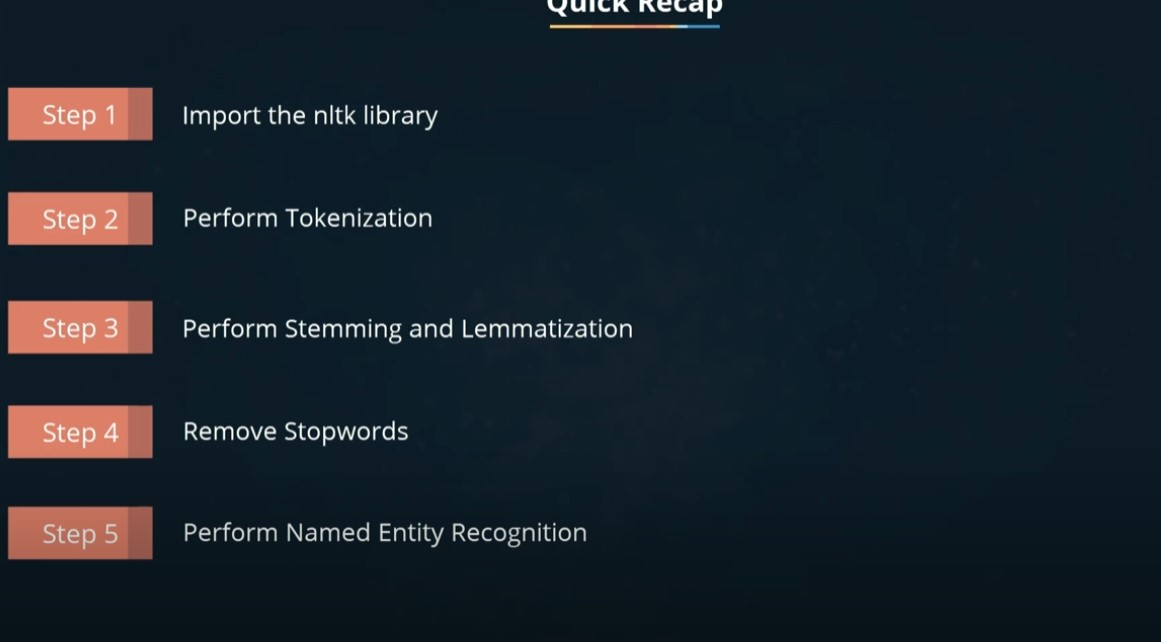 Quick Recap
Step 1 Import the nltk library
Step 2 Perform Tokenization
Step 3 Perform Stemming and Lemmatization
Step 4 Remove Stopwords
Step 5 Perform Named Entity Recognition